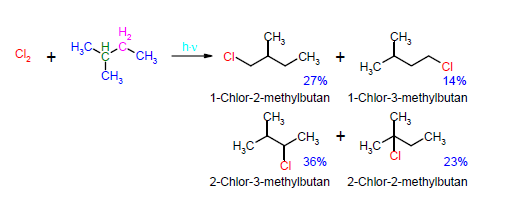 Cl2 + H3C H C H2 C CH3 CH3 h·ν
Cl CH3 CH3 27%
1-Chlor-2-methylbutan
+
CH3 H3C Cl 14%
1-Chlor-3-methylbutan
CH3 H3C CH3 Cl 36%
2-Chlor-3-methylbutan
+
CH3 H3C CH3 Cl 23%
2-Chlor-2-methylbutan